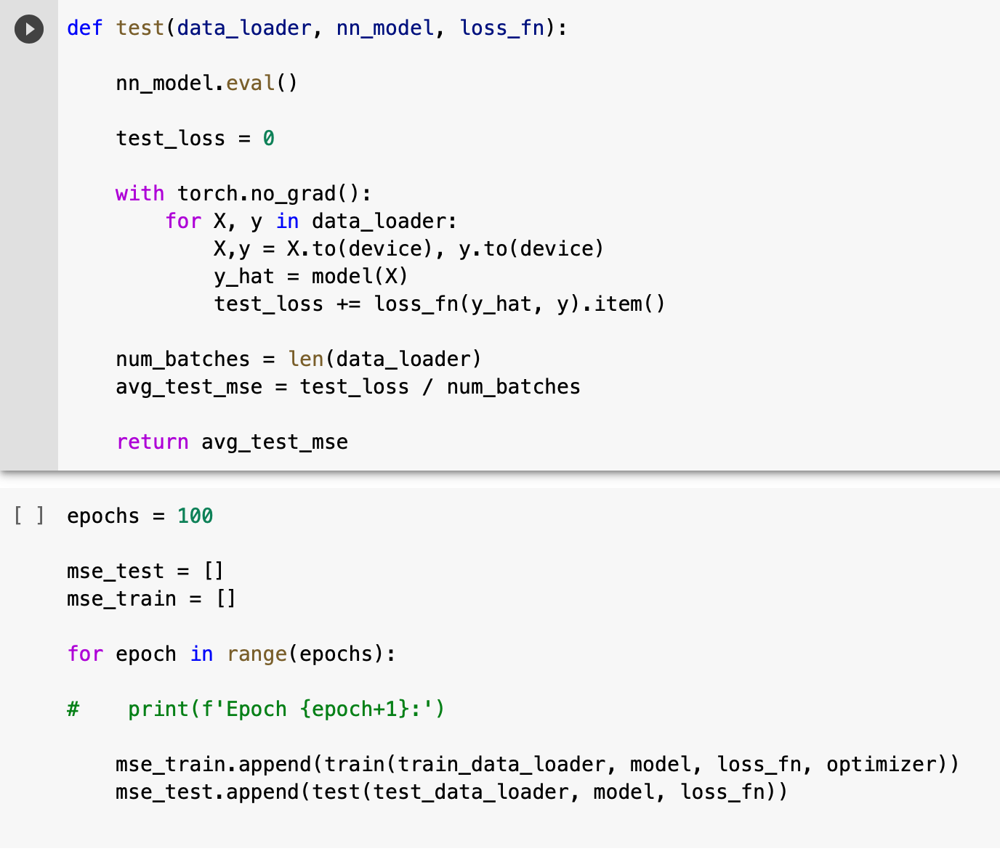 def test(data_loader, nn_model, loss_fn):
nn_model.eval()
test_loss = 0
with torch.no_grad():
for X, y in data_loader:
X,y = X.to(device), y.to(device)
y_hat = model(X)
test_loss += loss_fn(y_hat, y).item()
num_batches = len(data_loader)
avg_test_mse = test_loss / num_batches
return avg_test_mse
[ ] epochs = 100
mse_test = []
mse_train = []
for epoch in range(epochs):
#    print(f'Epoch {epoch+1}:')
mse_train.append(train(train_data_loader, model, loss_fn, optimizer))
mse_test.append(test(test_data_loader, model, loss_fn))